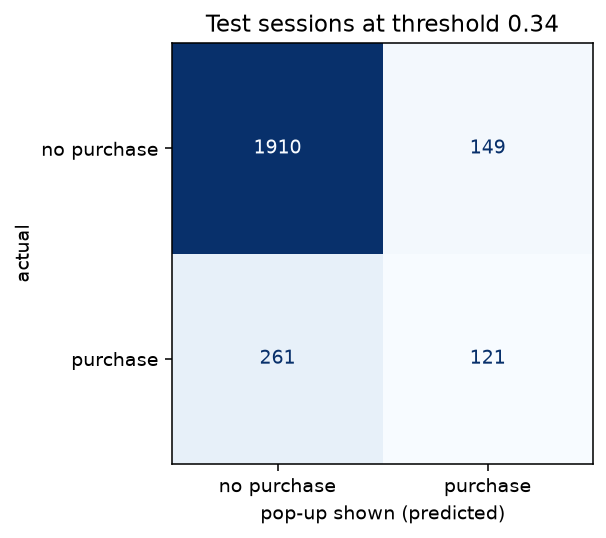 Test sessions at threshold 0.34
actual
no purchase
1910
149
purchase
261
121
no purchase
purchase
pop-up shown (predicted)